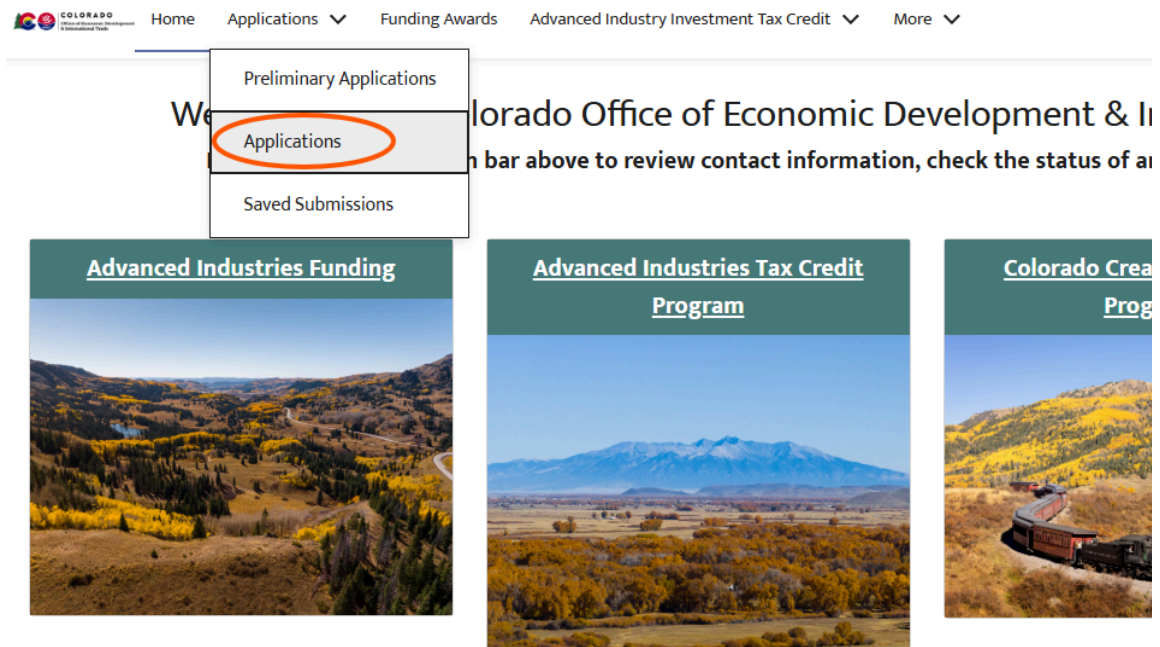 COLORADO
Office of Economic Development
& International Trade
Home
Applications
Funding Awards
Advanced Industry Investment Tax Credit
More
Preliminary Applications
Applications
Saved Submissions
We lorado Office of Economic Development & I
bar above to review contact information, check the status of a
Advanced Industries Funding
Advanced Industries Tax Credit
Program
Colorado Crea
Prog